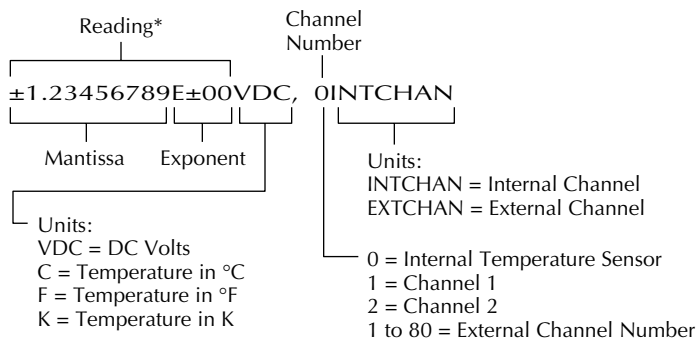 Reading*
Channel
Number
±1.23456789E±00VDC, 0INTCHAN
Mantissa
Exponent
Units:
INTCHAN = Internal Channel
EXTCHAN = External Channel
Units:
VDC = DC Volts
C = Temperature in °C
F = Temperature in °F
K = Temperature in K
0 = Internal Temperature Sensor
1 = Channel 1
2 = Channel 2
1 to 80 = External Channel Number